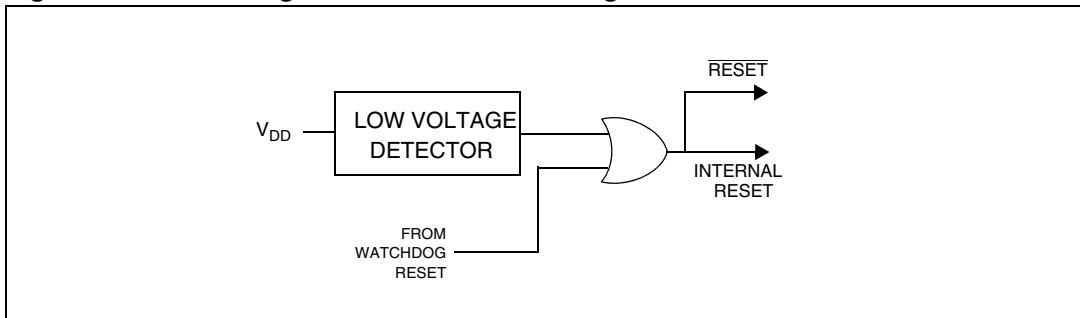 RESET
V_DD
LOW VOLTAGE
DETECTOR
INTERNAL
RESET
FROM
WATCHDOG
RESET